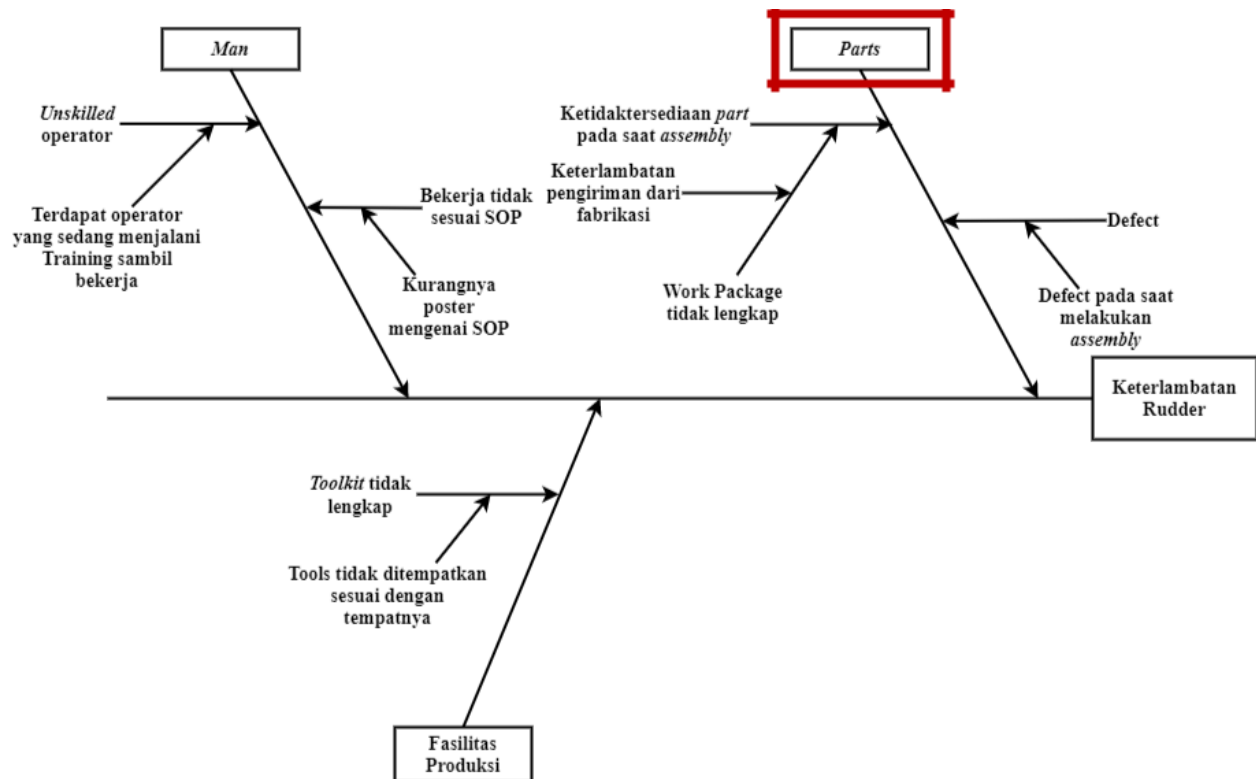 Man
Parts
Unskilled
operator
Ketidaktersediaan part
pada saat assembly
Keterlambatan
pengiriman dari
fabrikasi
Bekerja tidak
sesuai SOP
Terdapat operator
yang sedang menjalani
Training sambil
bekerja
Kurangnya
poster
mengenai SOP
Work Package
tidak lengkap
Defect
Defect pada saat
melakukan
assembly
Keterlambatan
Rudder
Toolkit tidak
lengkap
Tools tidak ditempatkan
sesuai dengan
tempatnya
Fasilitas
Produksi